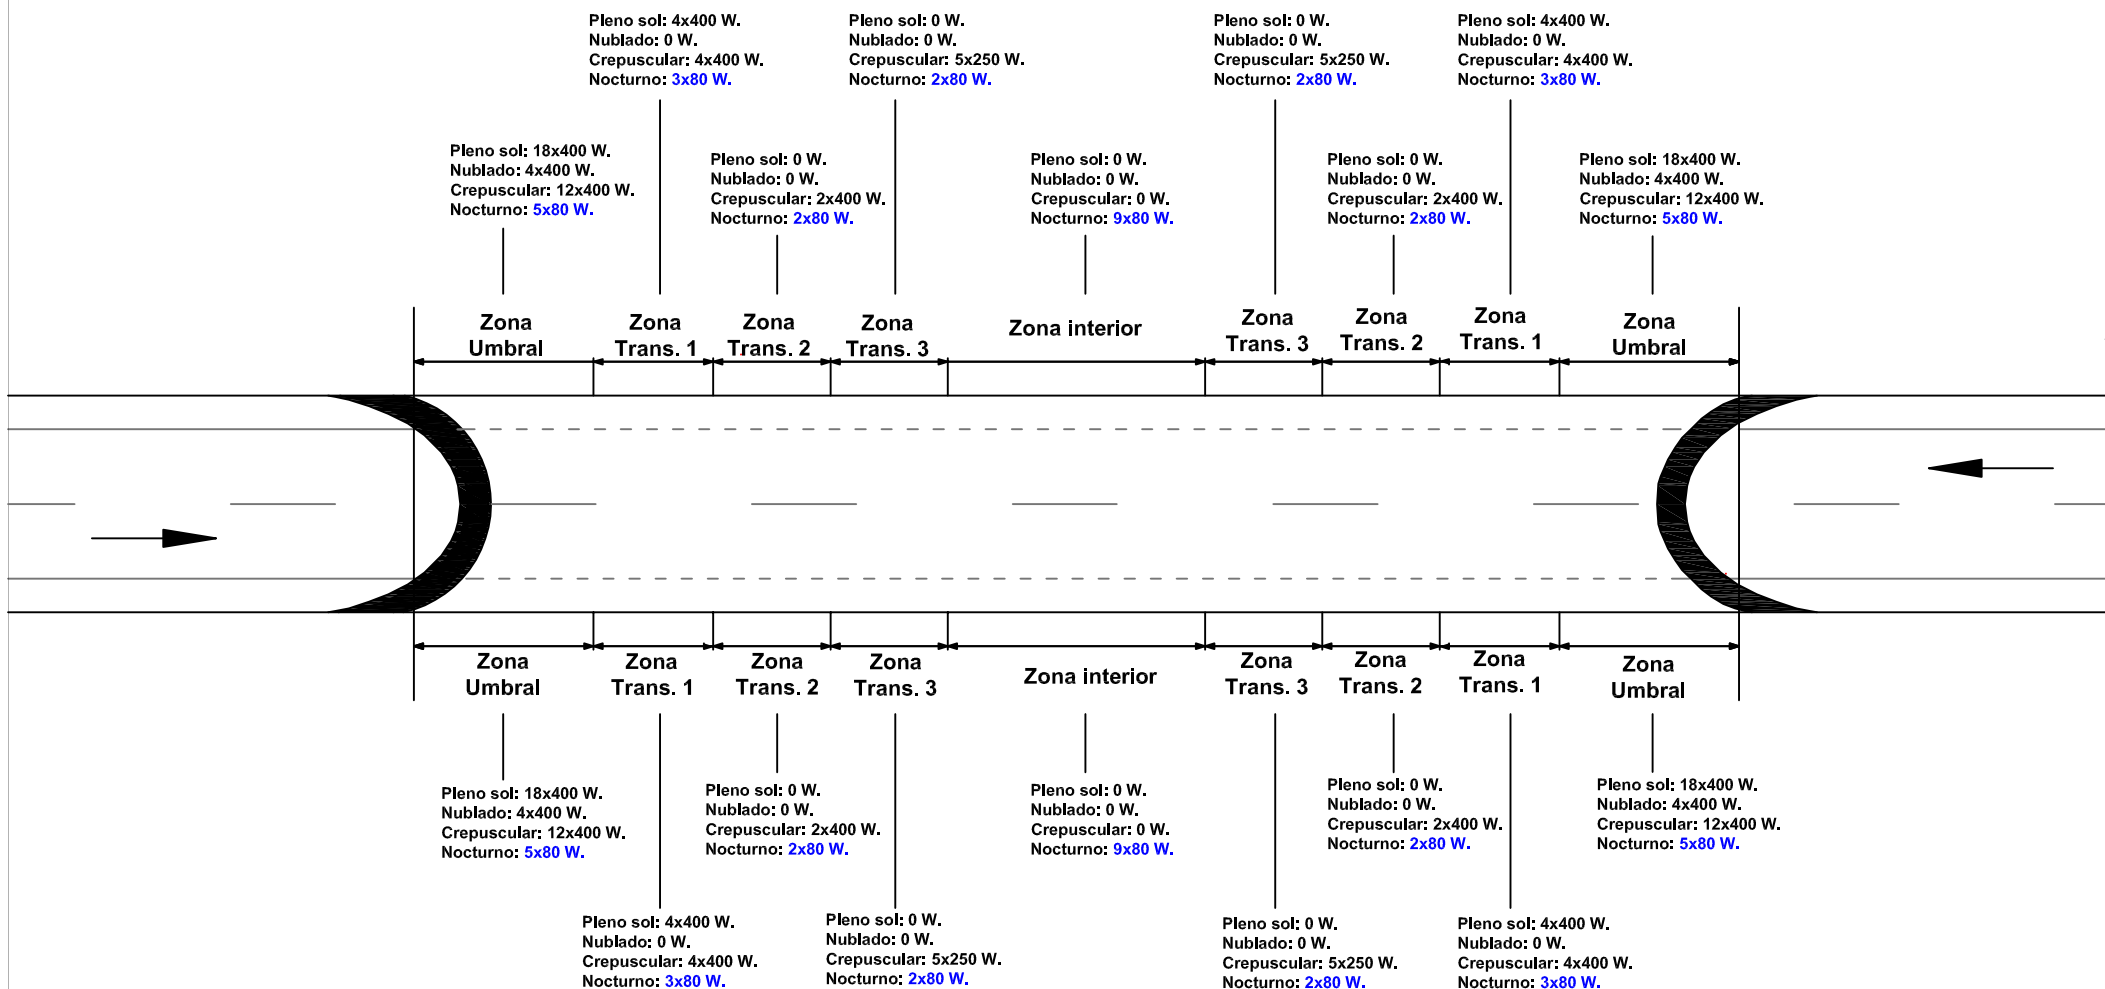 Pleno sol: 4x400 W.
Nublado: 0 W.
Crepuscular: 4x400 W.
Nocturno: 3x80 W.
Pleno sol: 0 W.
Nublado: 0 W.
Crepuscular: 5x250 W.
Nocturno: 2x80 W.
Pleno sol: 0 W.
Nublado: 0 W.
Crepuscular: 5x250 W.
Nocturno: 2x80 W.
Pleno sol: 4x400 W.
Nublado: 0 W.
Crepuscular: 4x400 W.
Nocturno: 3x80 W.
Pleno sol: 18x400 W.
Nublado: 4x400 W.
Crepuscular: 12x400 W.
Nocturno: 5x80 W.
Pleno sol: 0 W.
Nublado: 0 W.
Crepuscular: 2x400 W.
Nocturno: 2x80 W.
Pleno sol: 0 W.
Nublado: 0 W.
Crepuscular: 0 W.
Nocturno: 9x80 W.
Pleno sol: 0 W.
Nublado: 0 W.
Crepuscular: 2x400 W.
Nocturno: 2x80 W.
Pleno sol: 18x400 W.
Nublado: 4x400 W.
Crepuscular: 12x400 W.
Nocturno: 5x80 W.
Zona
Umbral
Zona
Trans. 1
Zona
Trans. 2
Zona
Trans. 3
Zona interior
Zona
Trans. 3
Zona
Trans. 2
Zona
Trans. 1
Zona
Umbral
Zona
Umbral
Zona
Trans. 1
Zona
Trans. 2
Zona
Trans. 3
Zona interior
Zona
Trans. 3
Zona
Trans. 2
Zona
Trans. 1
Zona
Umbral
Pleno sol: 18x400 W.
Nublado: 4x400 W.
Crepuscular: 12x400 W.
Nocturno: 5x80 W.
Pleno sol: 0 W.
Nublado: 0 W.
Crepuscular: 2x400 W.
Nocturno: 2x80 W.
Pleno sol: 0 W.
Nublado: 0 W.
Crepuscular: 0 W.
Nocturno: 9x80 W.
Pleno sol: 0 W.
Nublado: 0 W.
Crepuscular: 2x400 W.
Nocturno: 2x80 W.
Pleno sol: 18x400 W.
Nublado: 4x400 W.
Crepuscular: 12x400 W.
Nocturno: 5x80 W.
Pleno sol: 4x400 W.
Nublado: 0 W.
Crepuscular: 4x400 W.
Nocturno: 3x80 W.
Pleno sol: 0 W.
Nublado: 0 W.
Crepuscular: 5x250 W.
Nocturno: 2x80 W.
Pleno sol: 0 W.
Nublado: 0 W.
Crepuscular: 5x250 W.
Nocturno: 2x80 W.
Pleno sol: 4x400 W.
Nublado: 0 W.
Crepuscular: 4x400 W.
Nocturno: 3x80 W.